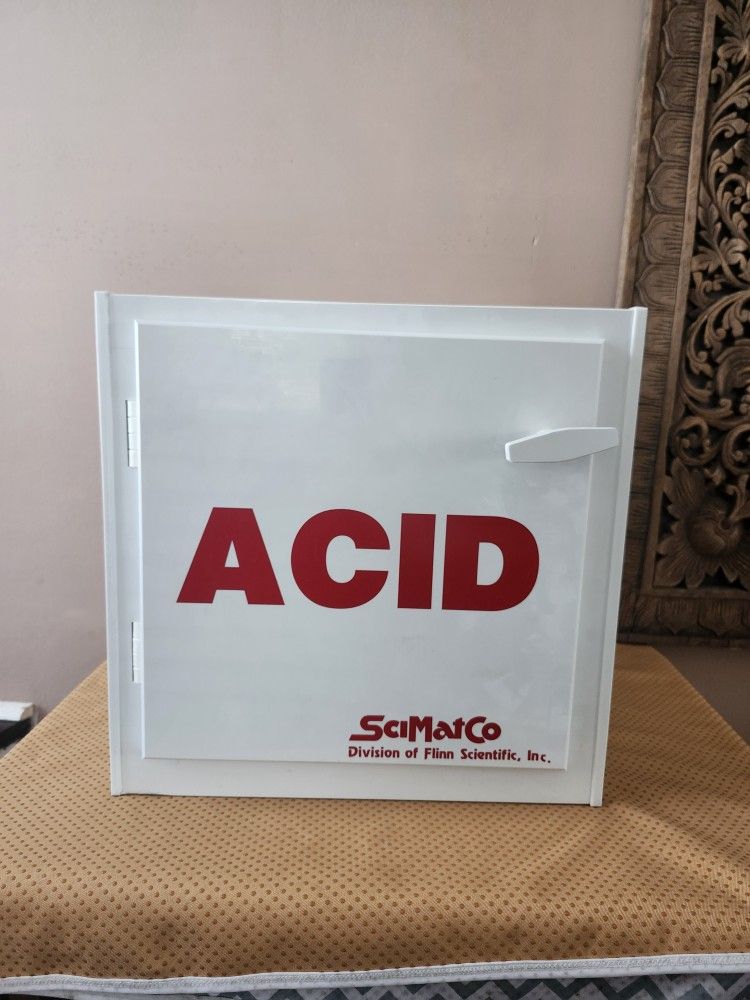 ACID
SciMatCo
Division of Flinn Scientific, Inc.